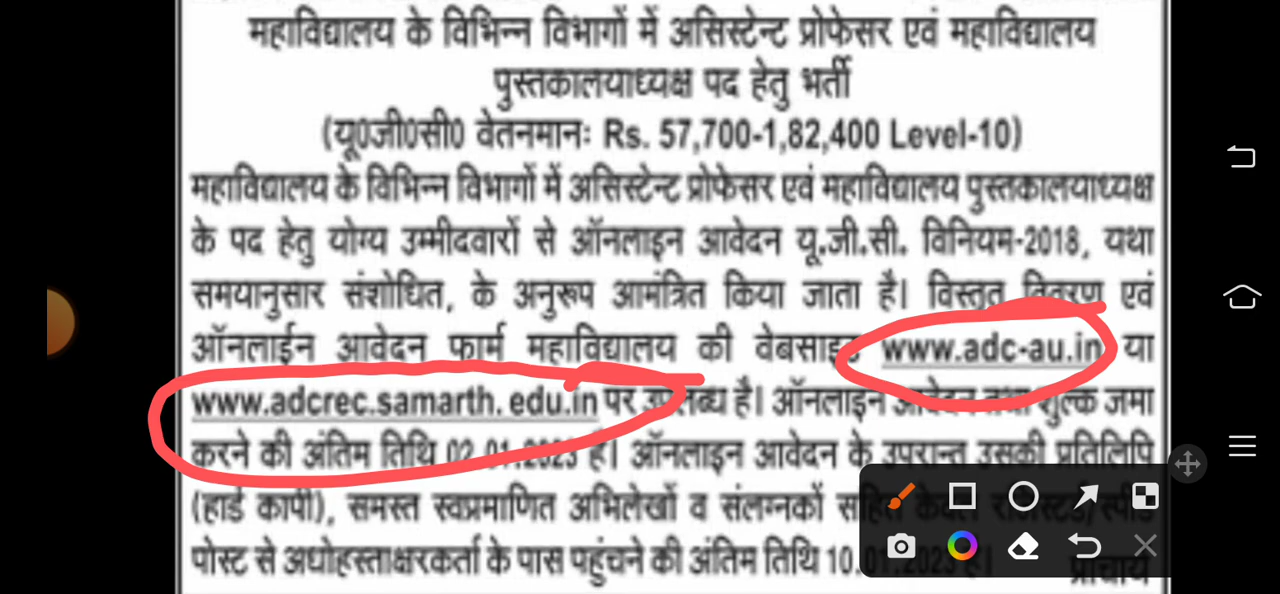 महाविद्यालय के विभिन्न विभागों में असिस्टेन्ट प्रोफेसर एवं महाविद्यालय
पुस्तकालयाध्यक्ष पद हेतु भर्ती
(यू0जी0सी0 वेतनमानः Rs. 57,700-1,82,400 Level-10)
महाविद्यालय के विभिन्न विभागों में असिस्टेन्ट प्रोफेसर एवं महाविद्यालय पुस्तकालयाध्यक्ष
के पद हेतु योग्य उम्मीदवारों से ऑनलाइन आवेदन यू.जी.सी. विनियम-2018, यथा
समयानुसार संशोधित, के अनुरूप आमंत्रित किया जाता है। विस्तृत विवरण एवं
ऑनलाईन आवेदन फार्म महाविद्यालय की वेबसाइट www.adc-au.in या
www.adcrec.samarth. edu.in पर उपलब्ध है। ऑनलाइन आवेदन तथा शुल्क जमा
करने की अंतिम तिथि 02.01.2023 है। ऑनलाइन आवेदन के उपरान्त उसकी प्रतिलिपि
(हार्ड कापी), समस्त स्वप्रमाणित अभिलेखों व संलग्नकों सहित केवल रजिस्टर्ड/स्पीड
पोस्ट से अधोहस्ताक्षरकर्ता के पास पहुंचने की अंतिम तिथि 10.01.2023 है।
प्राचार्य